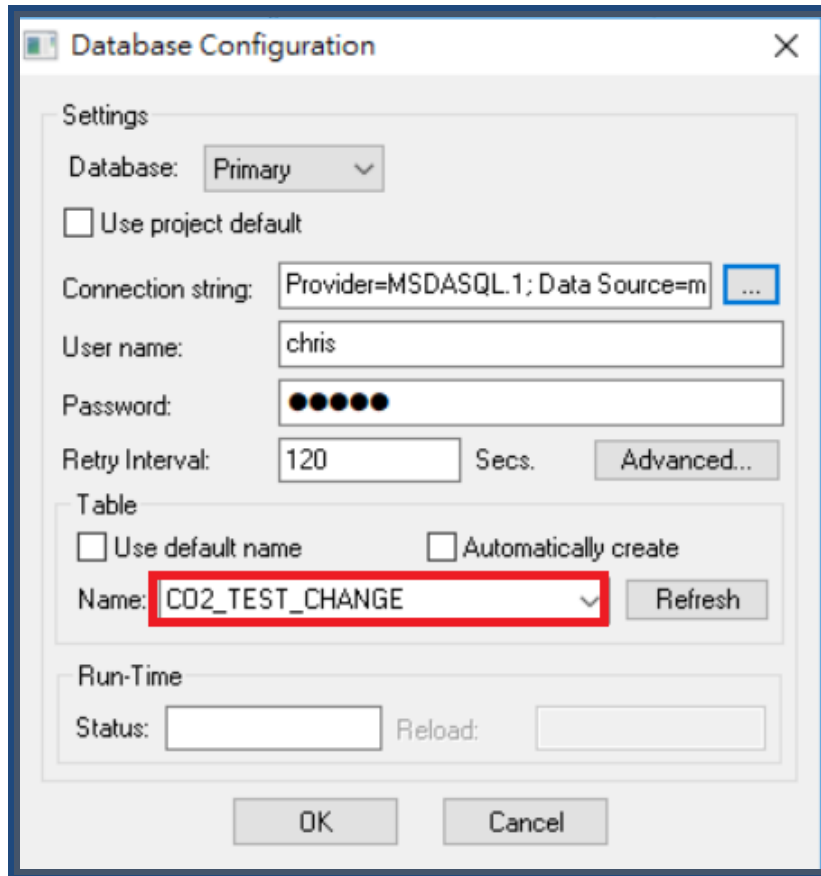 Database Configuration
Settings
Database: Primary
Use project default
Connection string: Provider=MSDASQL.1; Data Source=m ...
User name: chris
Password: ●●●●●
Retry Interval: 120 Secs. Advanced...
Table
Use default name Automatically create
Name: CO2_TEST_CHANGE Refresh
Run-Time
Status: Reload:
OK Cancel